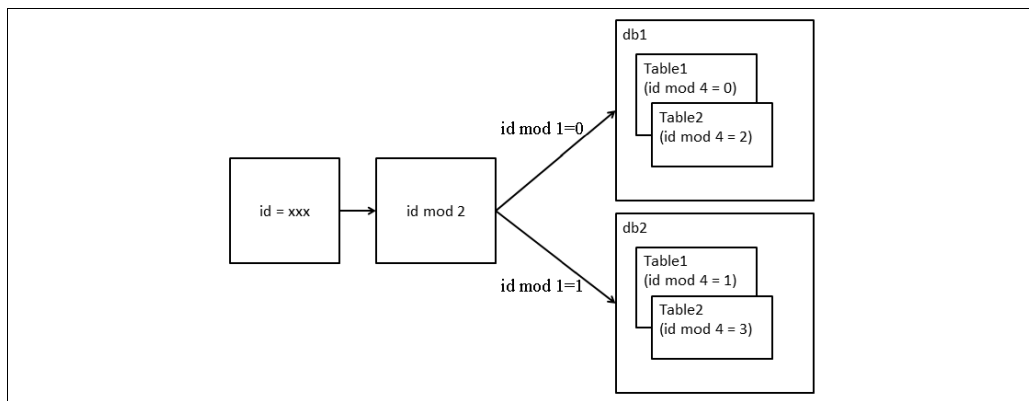 id = xxx
id mod 2
id mod 1=0
id mod 1=1
db1
Table1
(id mod 4 = 0)
Table2
(id mod 4 = 2)
db2
Table1
(id mod 4 = 1)
Table2
(id mod 4 = 3)